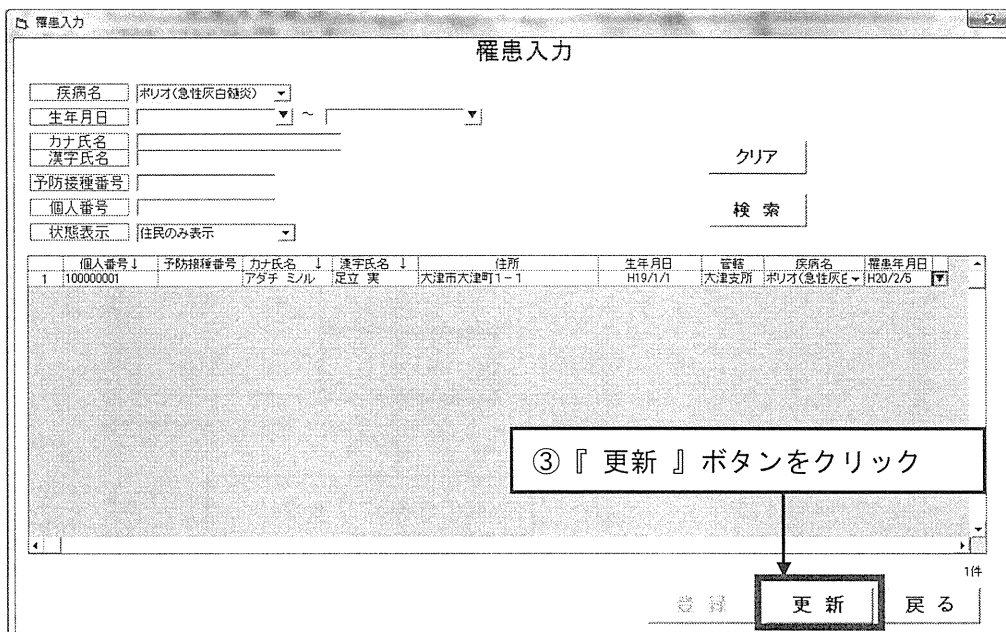 罹患入力
罹患入力
疾病名 ポリオ(急性灰白髄炎)
生年月日 ~
カナ氏名
漢字氏名
クリア
予防接種番号
個人番号
検 索
状態表示 住民のみ表示
個人番号↓ 予防接種番号 カナ氏名 ↓ 漢字氏名 ↓ 住所 生年月日 管轄 疾病名 罹患年月日
1 100000001 アダチ ミノル 足立 実 大津市大津町1-1 H19/1/1 大津支所 ポリオ(急性灰白 H20/2/5
③『 更新 』ボタンをクリック
1件
登 録 更 新 戻 る